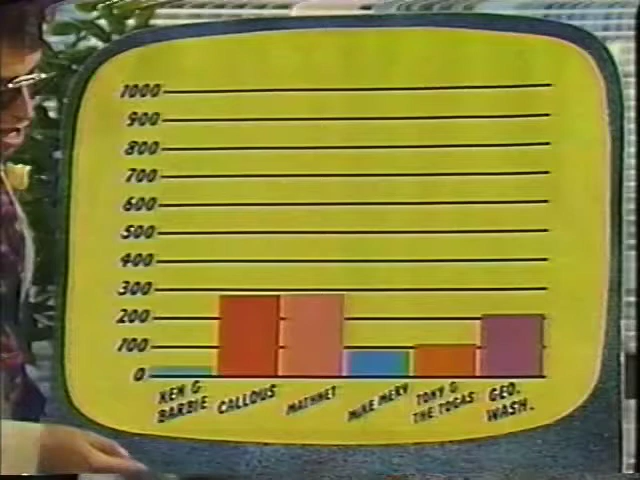 1000
900
800
700
600
500
400
300
200
100
0
KEN &
BARBIE
CALLOUS
MATHNET
MIKE MERV
TONY &
THE TOGAS
GEO.
WASH.